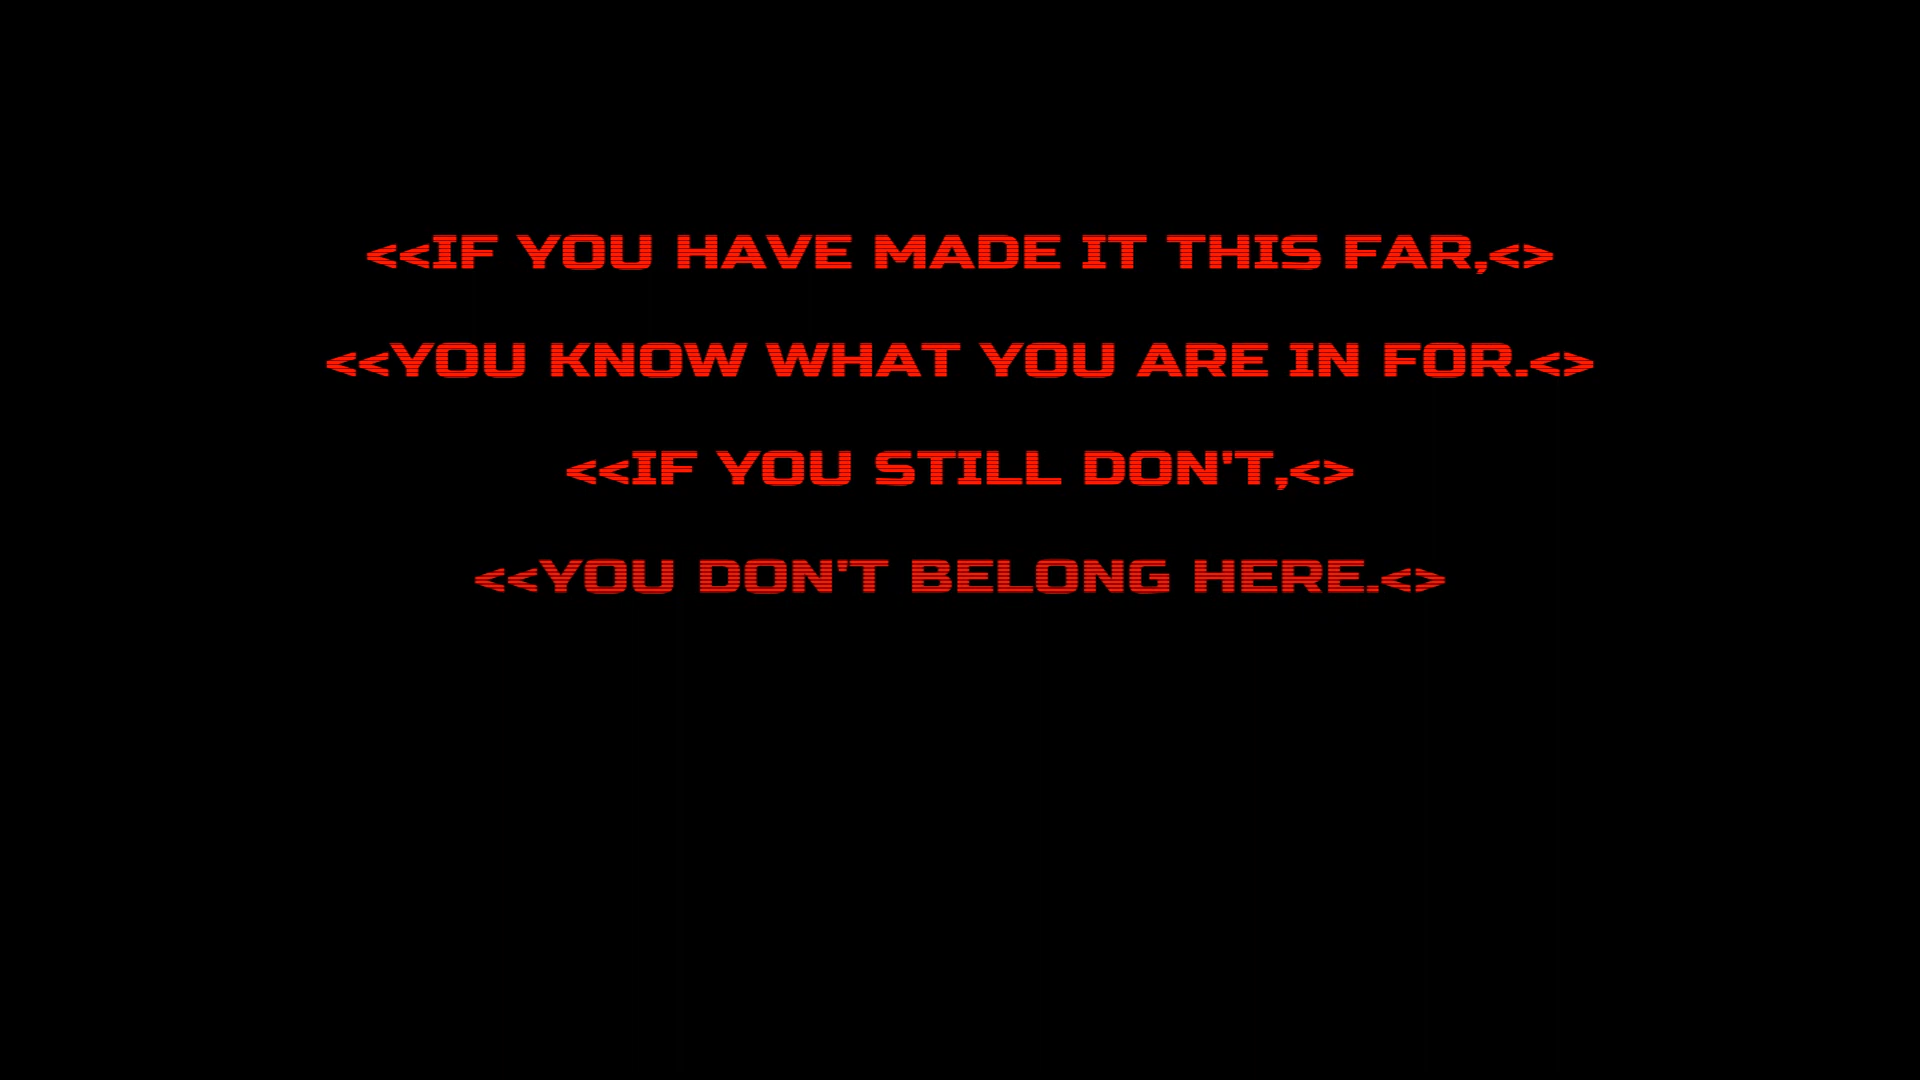 <<IF YOU HAVE MADE IT THIS FAR,<>
<<YOU KNOW WHAT YOU ARE IN FOR.<>
<<IF YOU STILL DON'T,<>
<<YOU DON'T BELONG HERE.<>